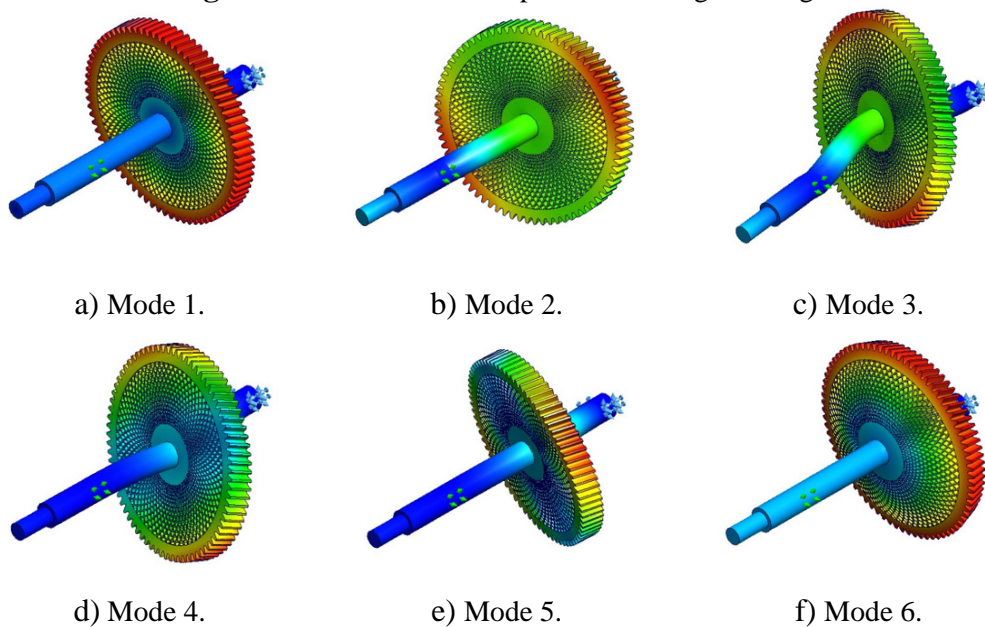 a) Mode 1.
b) Mode 2.
c) Mode 3.
d) Mode 4.
e) Mode 5.
f) Mode 6.